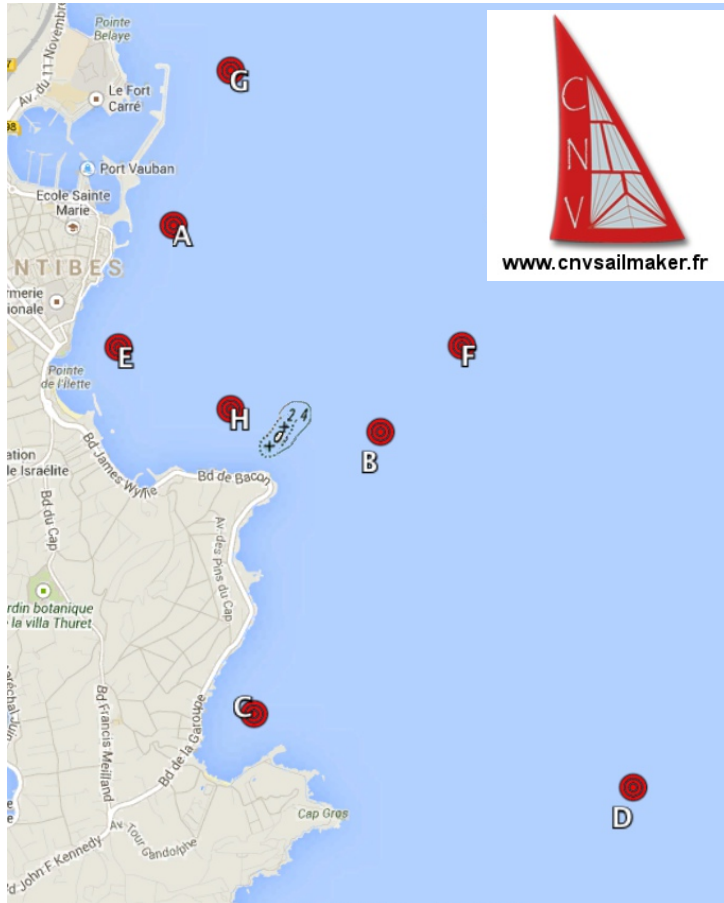 Pointe
Belaye
Av. du 11 Novembre
Le Fort
Carré
G
C
N
V
www.cnvsailmaker.fr
98
Port Vauban
Ecole Sainte
Marie
A
NTIBES
rmerie
ionale
E
F
Pointe
de l'Îlette
H
2.4
B
ation
le Israélite
Bd James Wyllie
Bd de Bacon
Bd du Cap
Av. des Pins du Cap
rdin botanique
la villa Thuret
C
Bd Francis Meilland
Bd de la Garoupe
D
Cap Gros
Av. Tour Gandolphe
Bd John F Kennedy